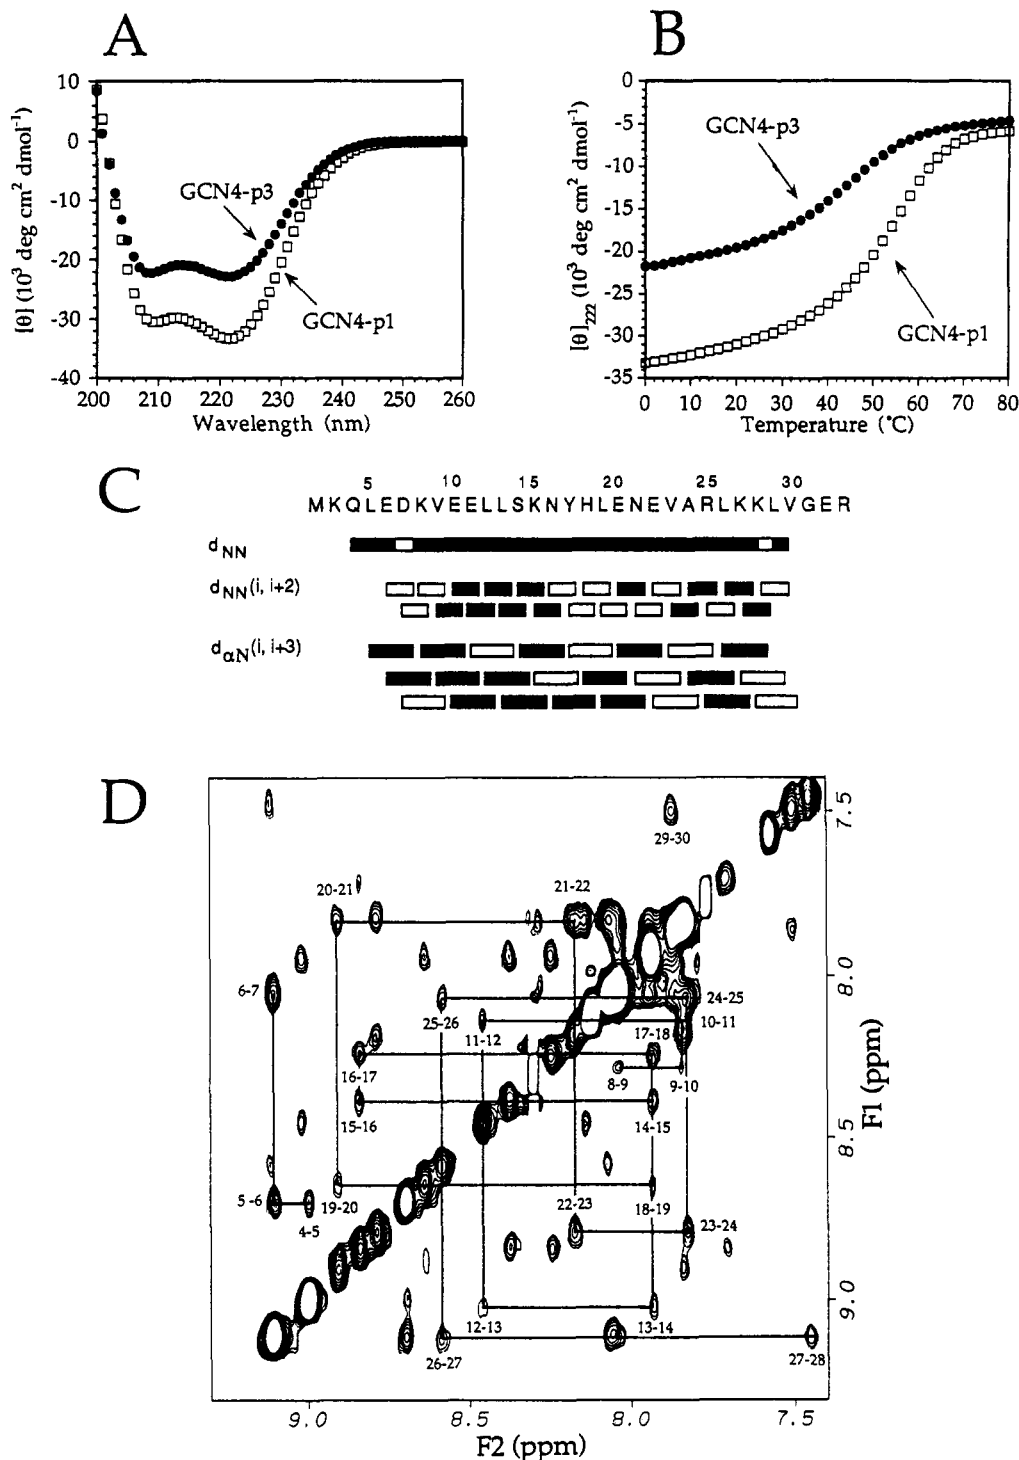 A
B
10
0
-10
-20
-30
-40
[θ] (10³ deg cm² dmol⁻¹)
GCN4-p3
GCN4-p1
200 210 220 230 240 250 260
Wavelength (nm)
0
-5
-10
-15
-20
-25
-30
-35
[θ]₂₂₂ (10³ deg cm² dmol⁻¹)
GCN4-p3
GCN4-p1
0 10 20 30 40 50 60 70 80
Temperature (°C)
C
5 10 15 20 25 30
MKQLEDKVEELLSKNYHLENEVARLKKLVGER
d NN
d NN (i, i+2)
d αN (i, i+3)
D
7.5
8.0
8.5
9.0
F1 (ppm)
29-30
20-21
21-22
6-7
24-25
25-26
11-12
17-18
10-11
16-17
8-9
9-10
15-16
14-15
5-6
4-5
19-20
22-23
18-19
23-24
12-13
13-14
26-27
27-28
9.0 8.5 8.0 7.5
F2 (ppm)